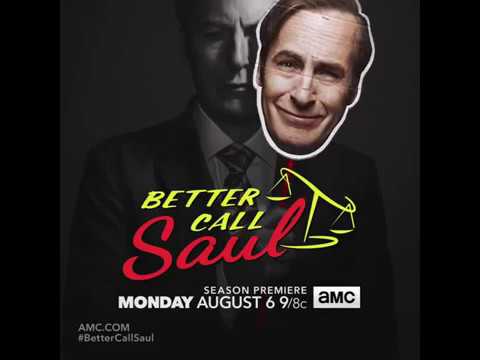 BETTER
CALL
Saul
SEASON PREMIERE
MONDAY AUGUST 6 9/8c aMC
AMC.COM
#BetterCallSaul